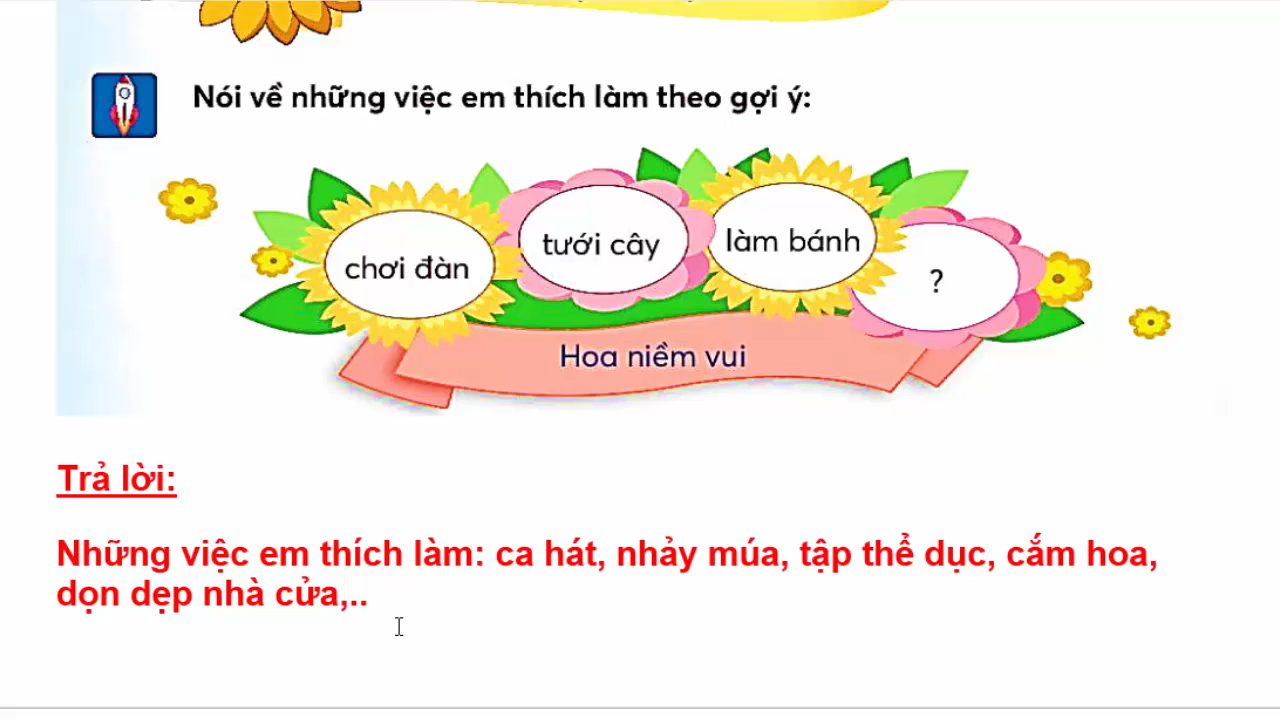 Nói về những việc em thích làm theo gợi ý:
chơi đàn
tưới cây
làm bánh
?
Hoa niềm vui
Trả lời:
Những việc em thích làm: ca hát, nhảy múa, tập thể dục, cắm hoa,
dọn dẹp nhà cửa,..